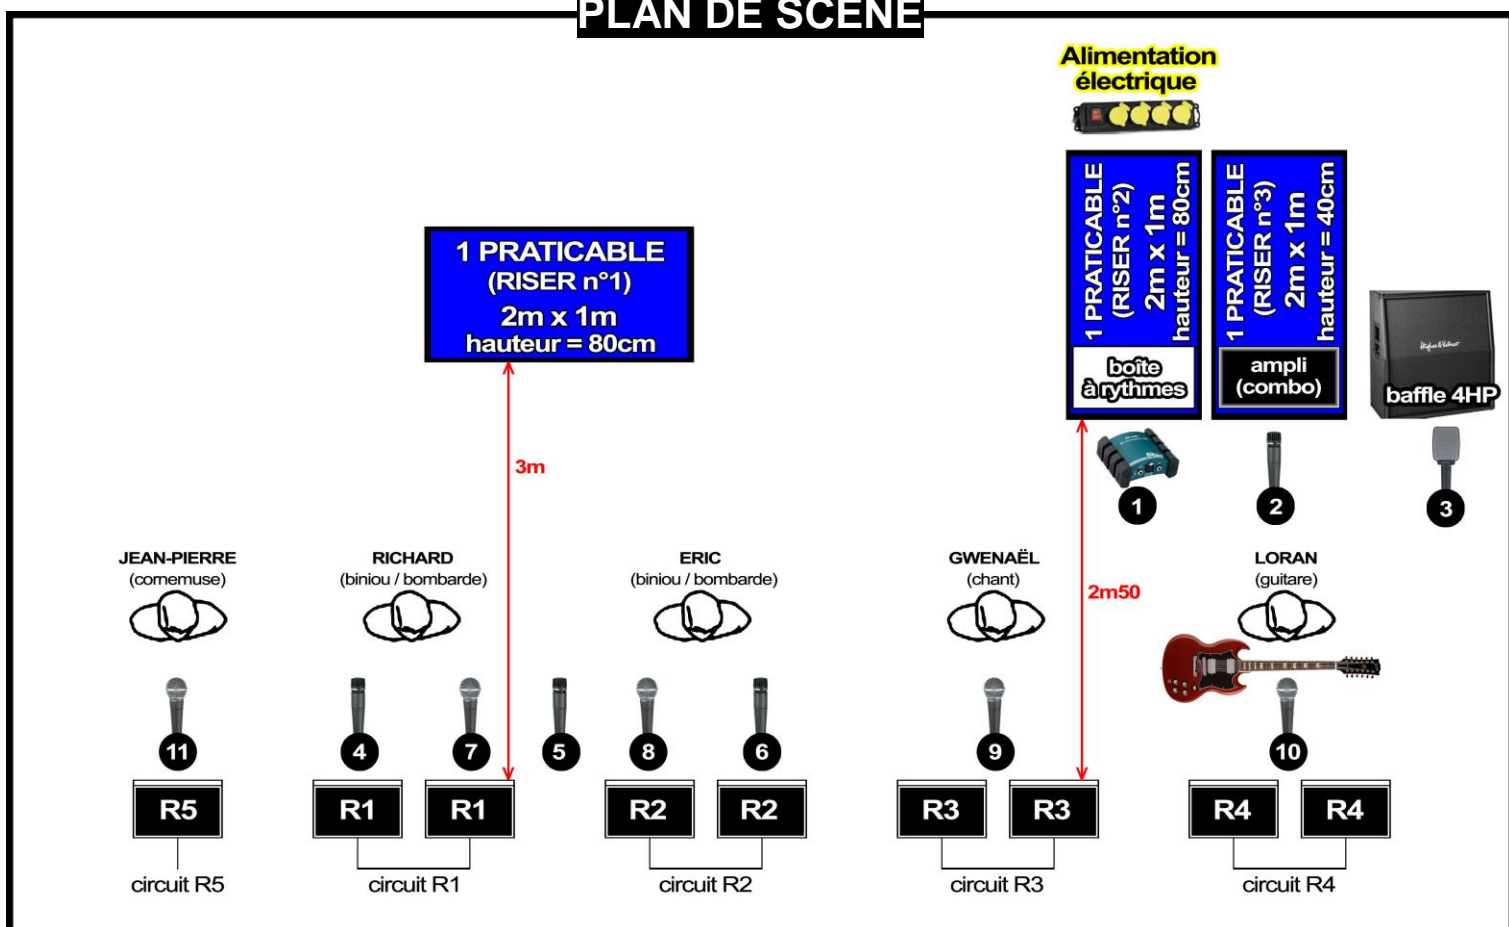 PLAN DE SCENE
Alimentation
électrique
1 PRATICABLE
(RISER n°1)
2m x 1m
hauteur = 80cm
1 PRATICABLE
(RISER n°2)
2m x 1m
hauteur = 80cm
boîte
à rythmes
1 PRATICABLE
(RISER n°3)
2m x 1m
hauteur = 40cm
ampli
(combo)
Hughes & Kettner
baffle 4HP
3m
1
2
3
JEAN-PIERRE
(cornemuse)
RICHARD
(biniou / bombarde)
ERIC
(biniou / bombarde)
GWENAËL
(chant)
2m50
LORAN
(guitare)
11
4
7
5
8
6
9
10
R5
R1
R1
R2
R2
R3
R3
R4
R4
circuit R5
circuit R1
circuit R2
circuit R3
circuit R4